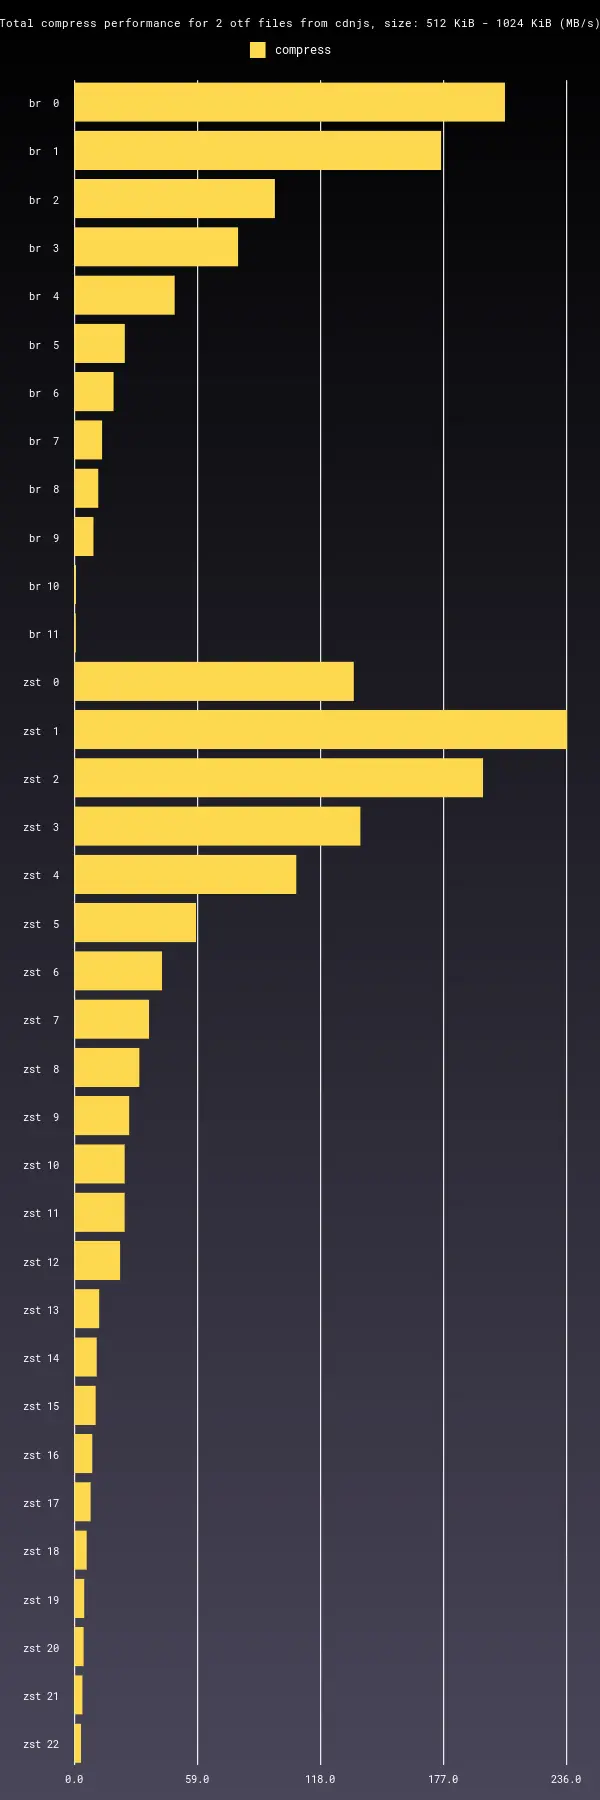 Total compress performance for 2 otf files from cdnjs, size: 512 KiB - 1024 KiB (MB/s)
compress
br 0
br 1
br 2
br 3
br 4
br 5
br 6
br 7
br 8
br 9
br 10
br 11
zst 0
zst 1
zst 2
zst 3
zst 4
zst 5
zst 6
zst 7
zst 8
zst 9
zst 10
zst 11
zst 12
zst 13
zst 14
zst 15
zst 16
zst 17
zst 18
zst 19
zst 20
zst 21
zst 22
0.0 59.0 118.0 177.0 236.0